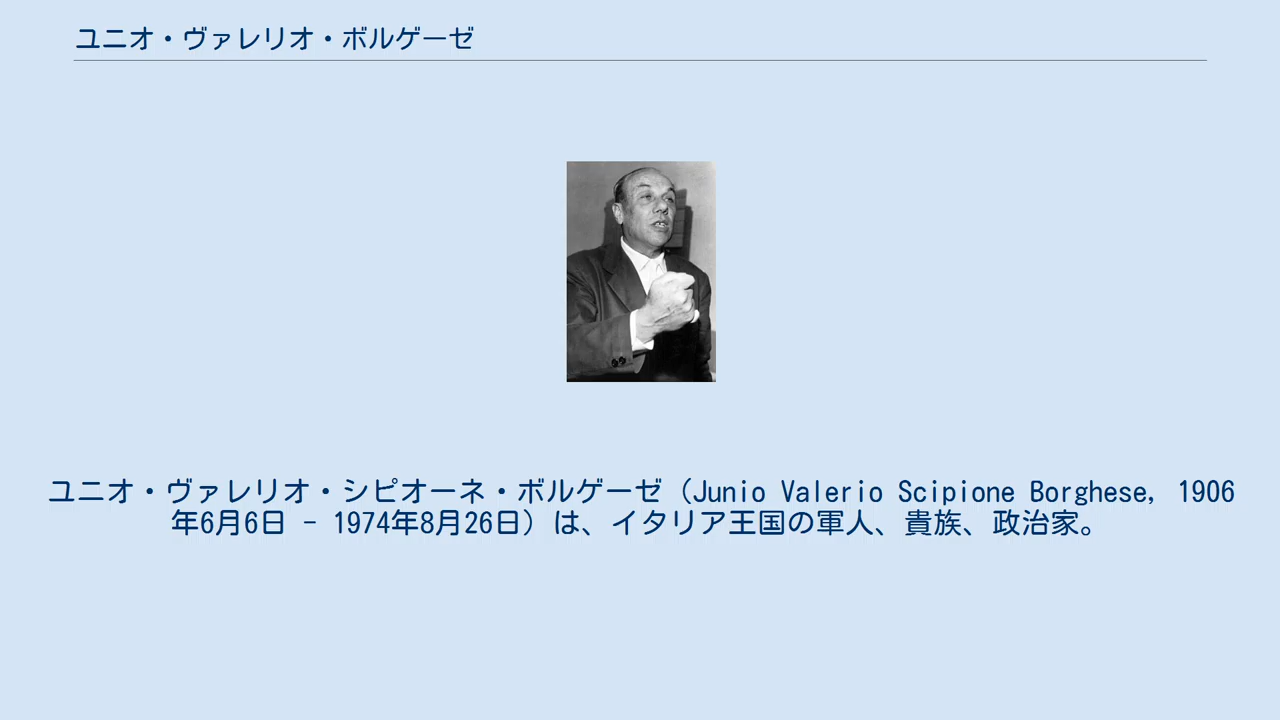 ユニオ・ヴァレリオ・ボルゲーゼ
ユニオ・ヴァレリオ・シピオーネ・ボルゲーゼ（Junio Valerio Scipione Borghese, 1906
年6月6日 - 1974年8月26日）は、イタリア王国の軍人、貴族、政治家。